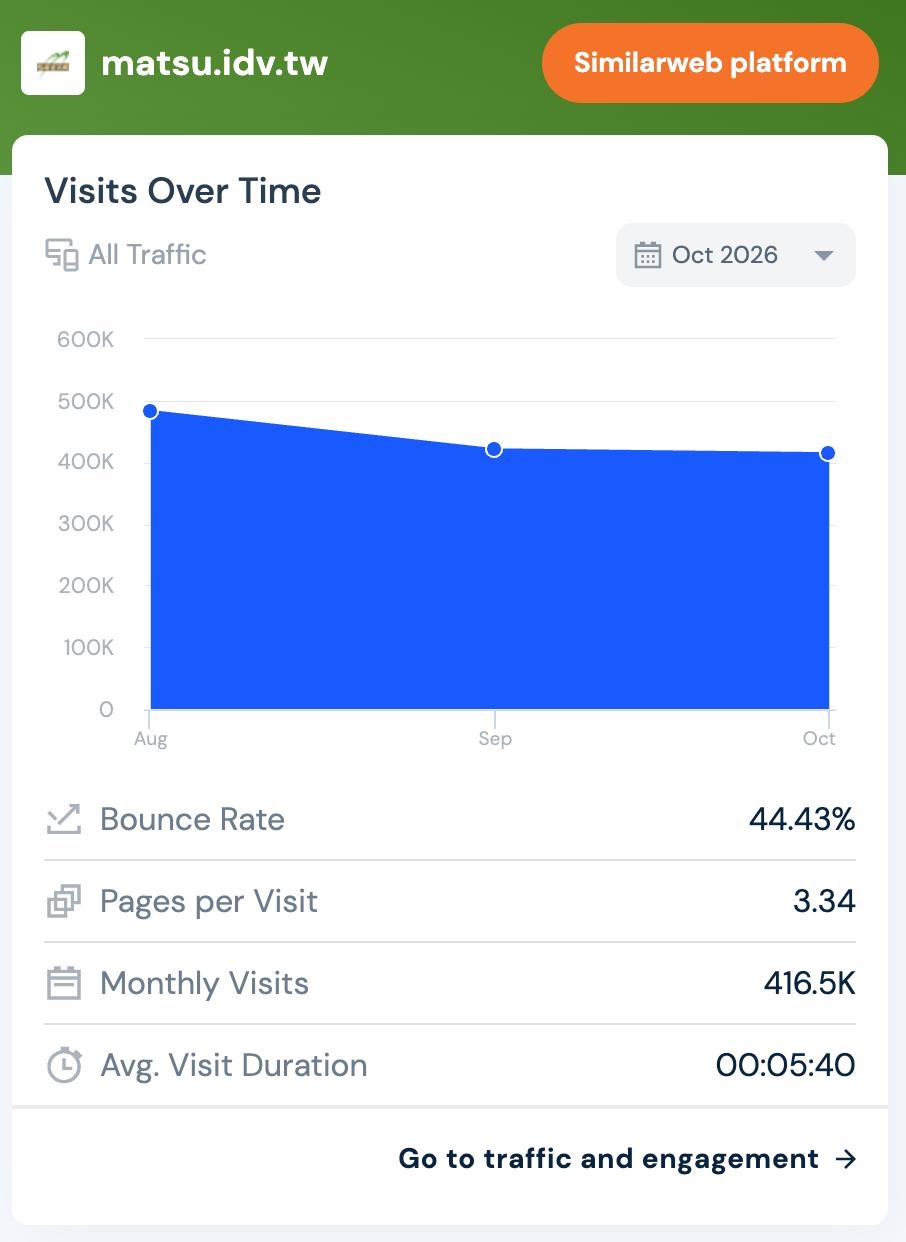 matsu.idv.tw
Similarweb platform
Visits Over Time
All Traffic
Oct 2026
600K
500K
400K
300K
200K
100K
0
Aug Sep Oct
Bounce Rate 44.43%
Pages per Visit 3.34
Monthly Visits 416.5K
Avg. Visit Duration 00:05:40
Go to traffic and engagement →